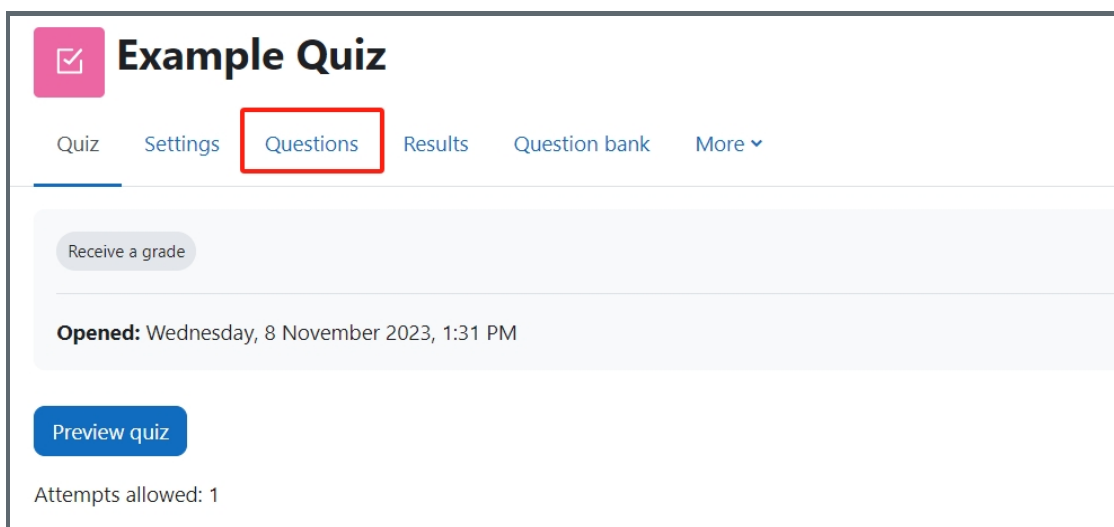 Example Quiz
Quiz Settings Questions Results Question bank More
Receive a grade
Opened: Wednesday, 8 November 2023, 1:31 PM
Preview quiz
Attempts allowed: 1